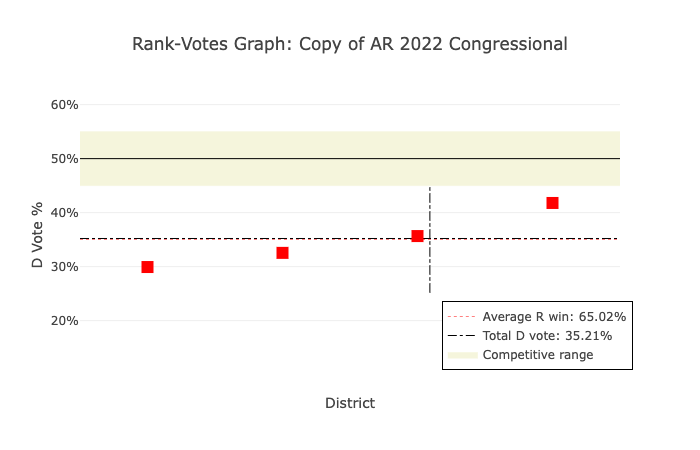 Rank-Votes Graph: Copy of AR 2022 Congressional
60%
50%
40%
30%
20%
D Vote %
District
Average R win: 65.02%
Total D vote: 35.21%
Competitive range